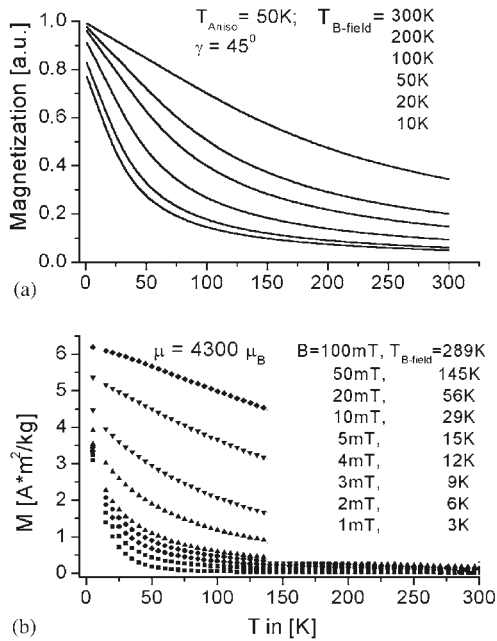 T_Aniso = 50K; T_B-field = 300K
γ = 45⁰ 200K
100K
50K
20K
10K
Magnetization [a.u.]
1.0
0.8
0.6
0.4
0.2
0.0
0 50 100 150 200 250 300
(a)
μ = 4300 μ_B B=100mT, T_B-field=289K
50mT, 145K
20mT, 56K
10mT, 29K
5mT, 15K
4mT, 12K
3mT, 9K
2mT, 6K
1mT, 3K
M [A*m²/kg]
6
5
4
3
2
1
0
0 50 100 150 200 250 300
(b) T in [K]